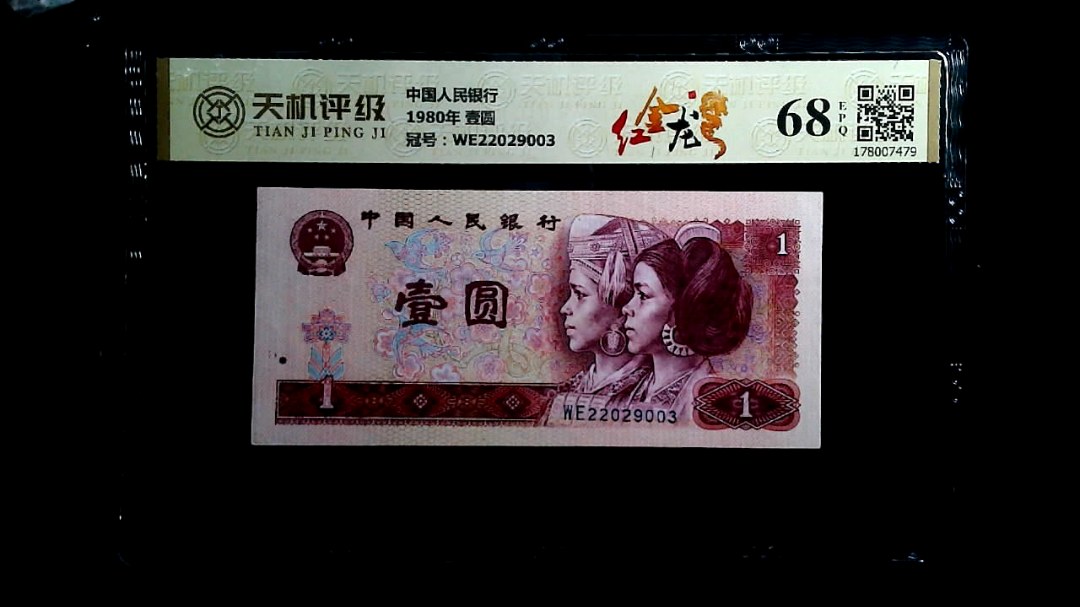 天机评级
TIAN JI PING JI
中国人民银行
1980年 壹圆
冠号：WE22029003
红金龙鸾
68
EPQ
178007479
中国人民银行
1
壹圆
1
WE22029003
1